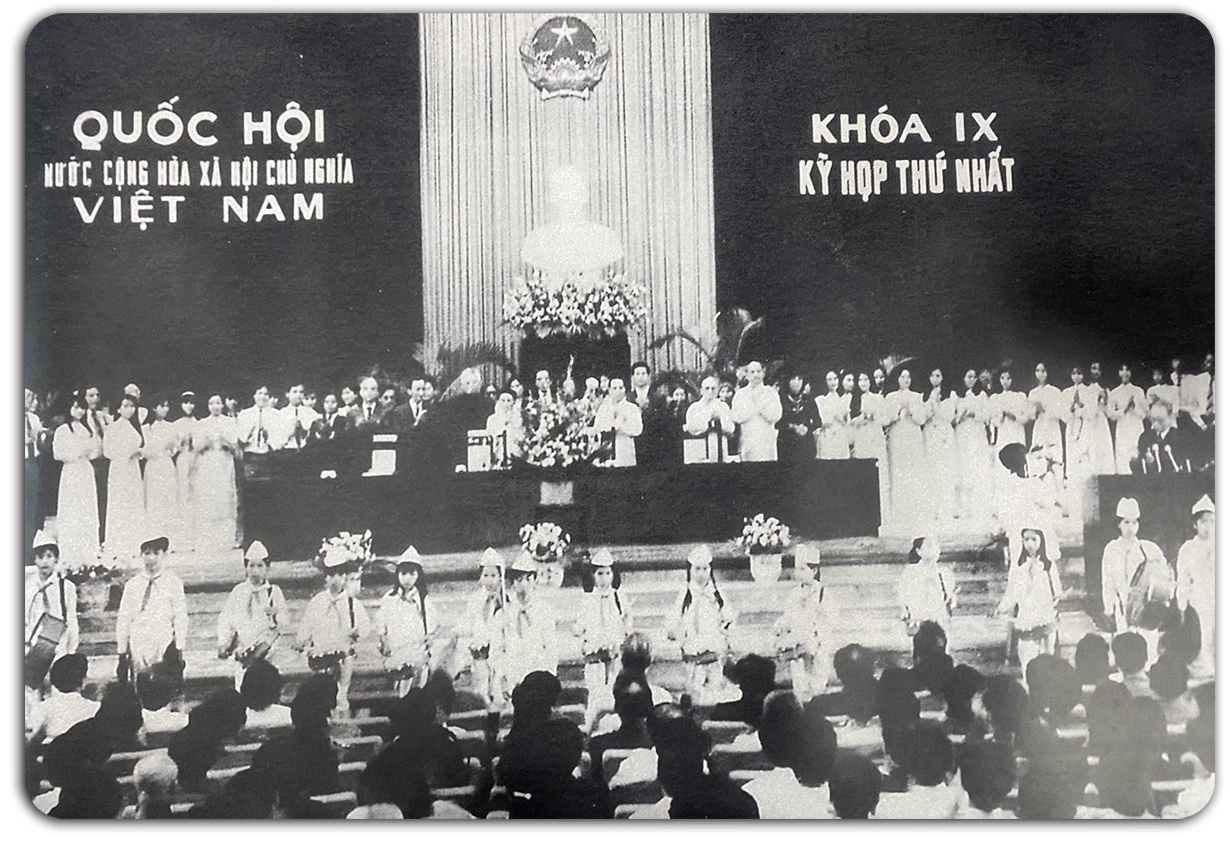 QUỐC HỘI
NƯỚC CỘNG HÒA XÃ HỘI CHỦ NGHĨA
VIỆT NAM
KHÓA IX
KỲ HỌP THỨ NHẤT